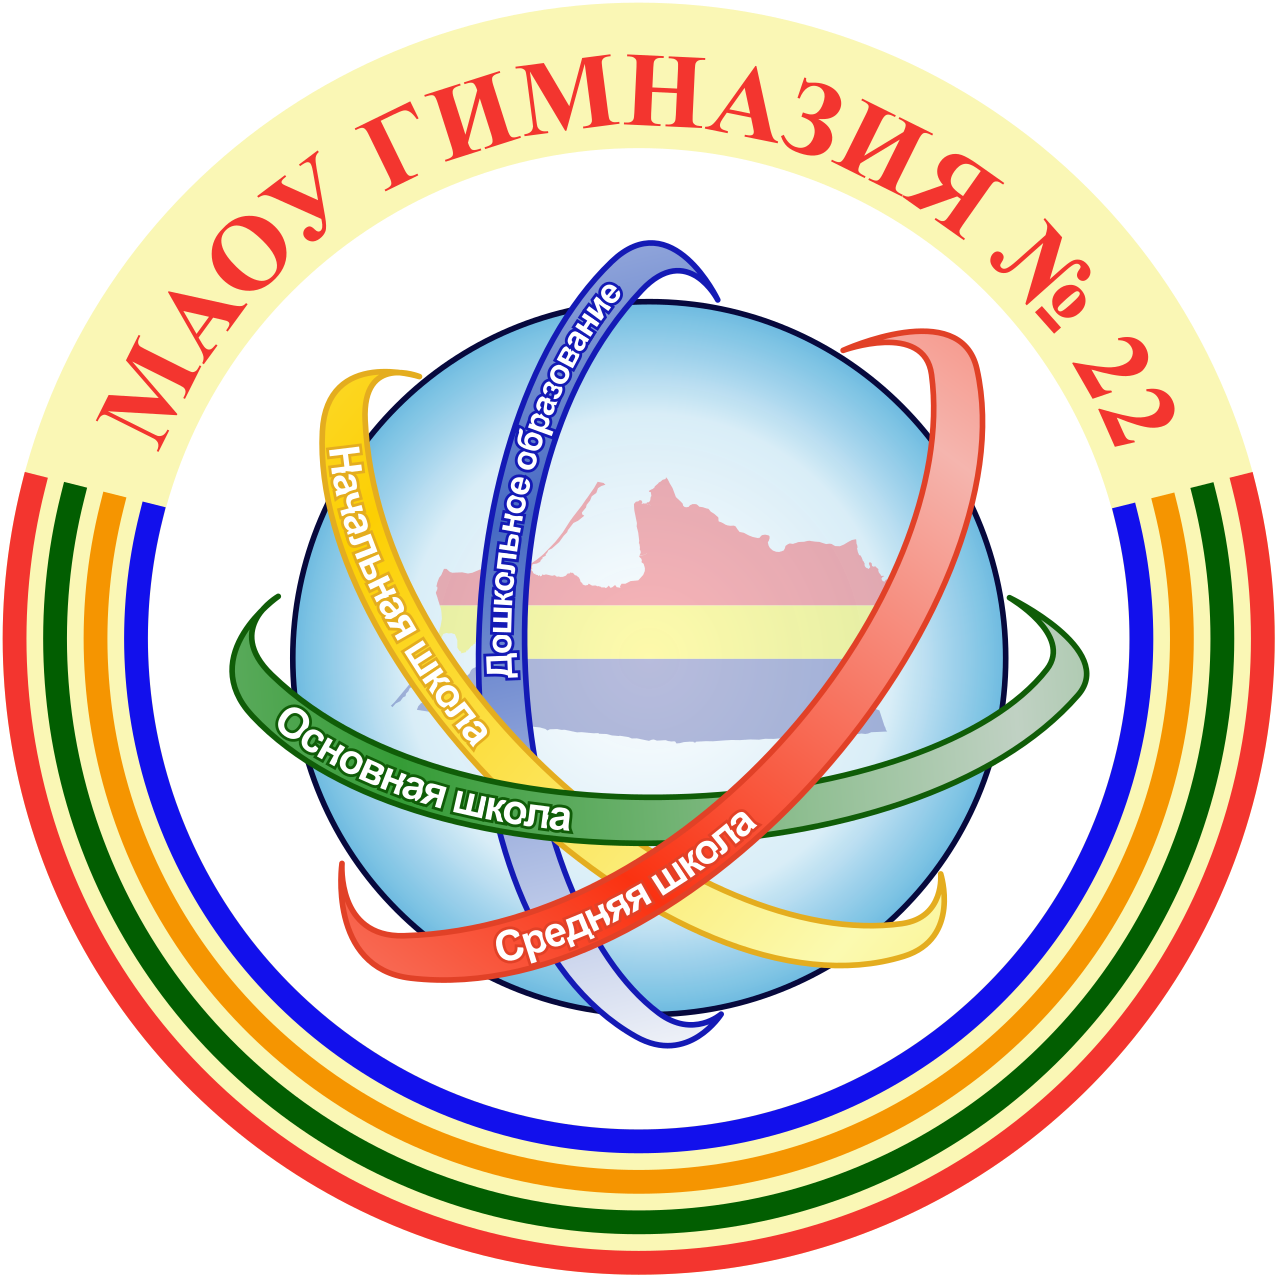 МАОУ ГИМНАЗИЯ № 22
Дошкольное образование
Начальная школа
Основная школа
Средняя школа